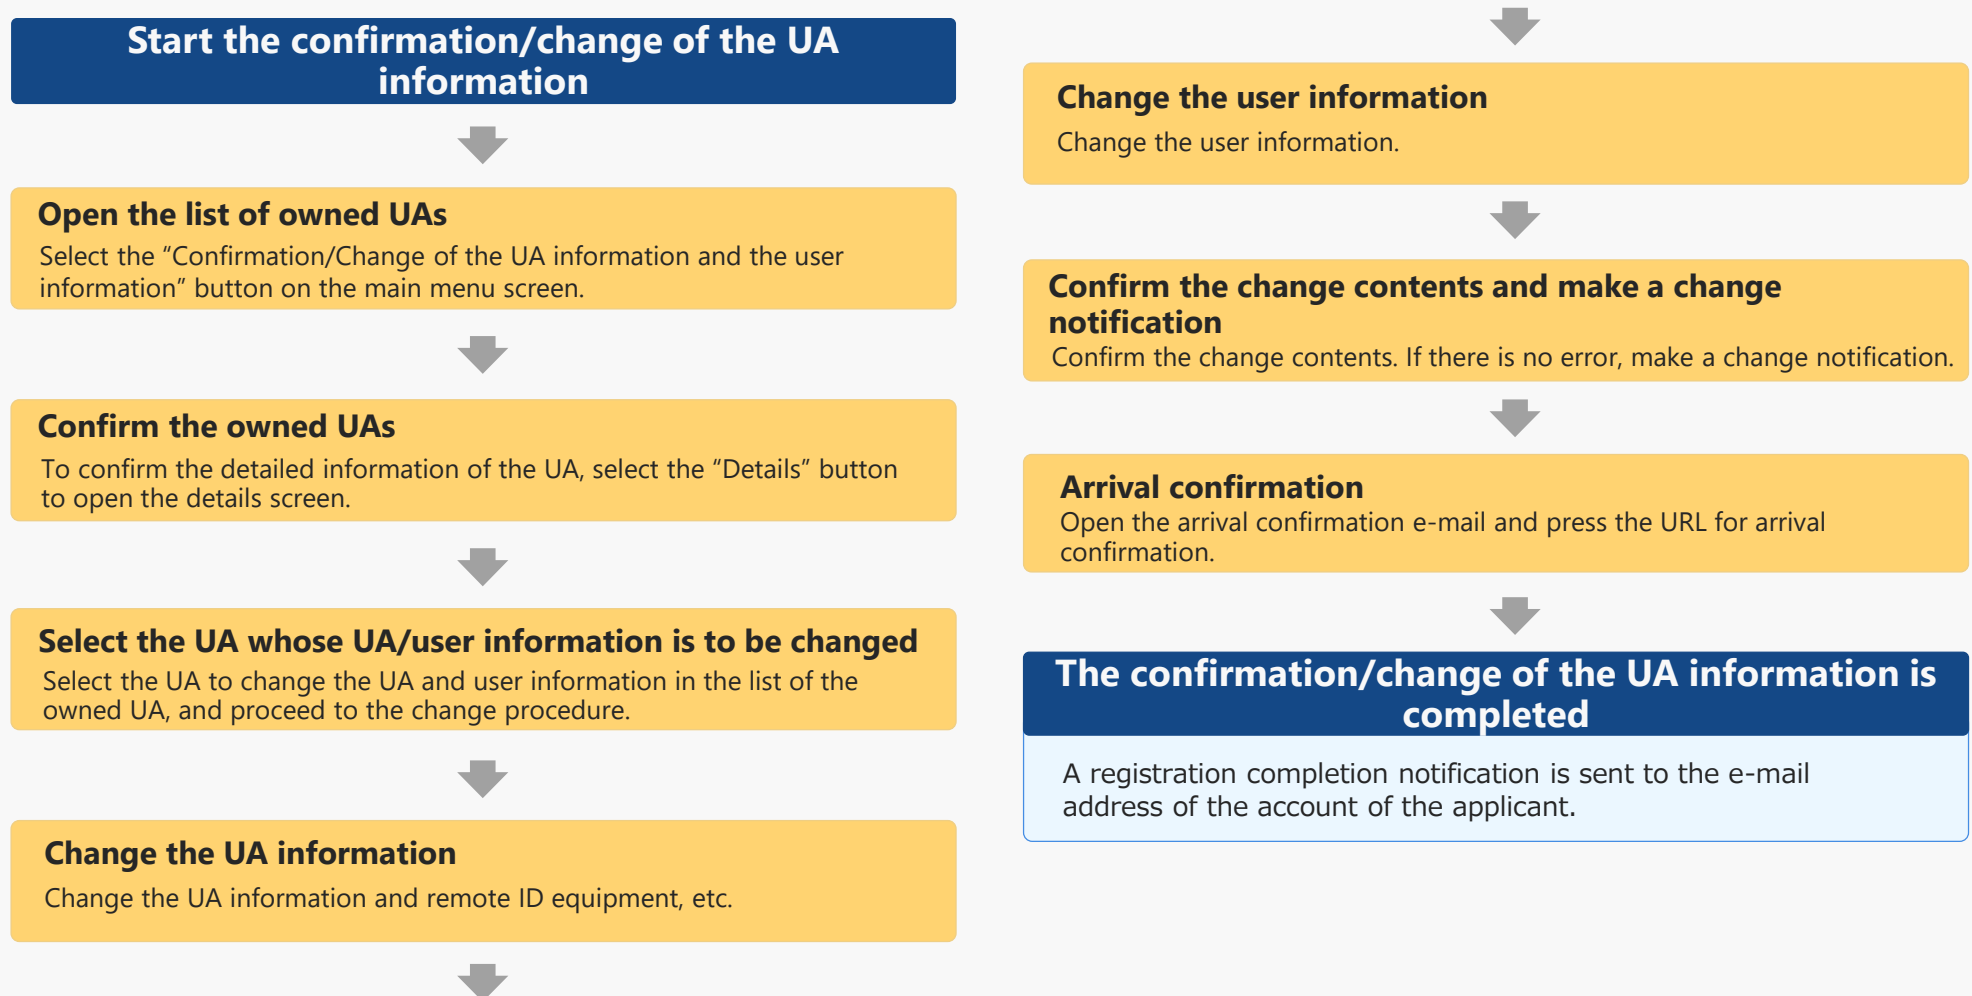 Start the confirmation/change of the UA
information
Open the list of owned UAs
Select the “Confirmation/Change of the UA information and the user
information” button on the main menu screen.
Confirm the owned UAs
To confirm the detailed information of the UA, select the “Details” button
to open the details screen.
Select the UA whose UA/user information is to be changed
Select the UA to change the UA and user information in the list of the
owned UA, and proceed to the change procedure.
Change the UA information
Change the UA information and remote ID equipment, etc.
Change the user information
Change the user information.
Confirm the change contents and make a change
notification
Confirm the change contents. If there is no error, make a change notification.
Arrival confirmation
Open the arrival confirmation e-mail and press the URL for arrival
confirmation.
The confirmation/change of the UA information is
completed
A registration completion notification is sent to the e-mail
address of the account of the applicant.